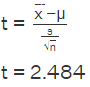 t = x̄ −μ
s
√n
t = 2.484